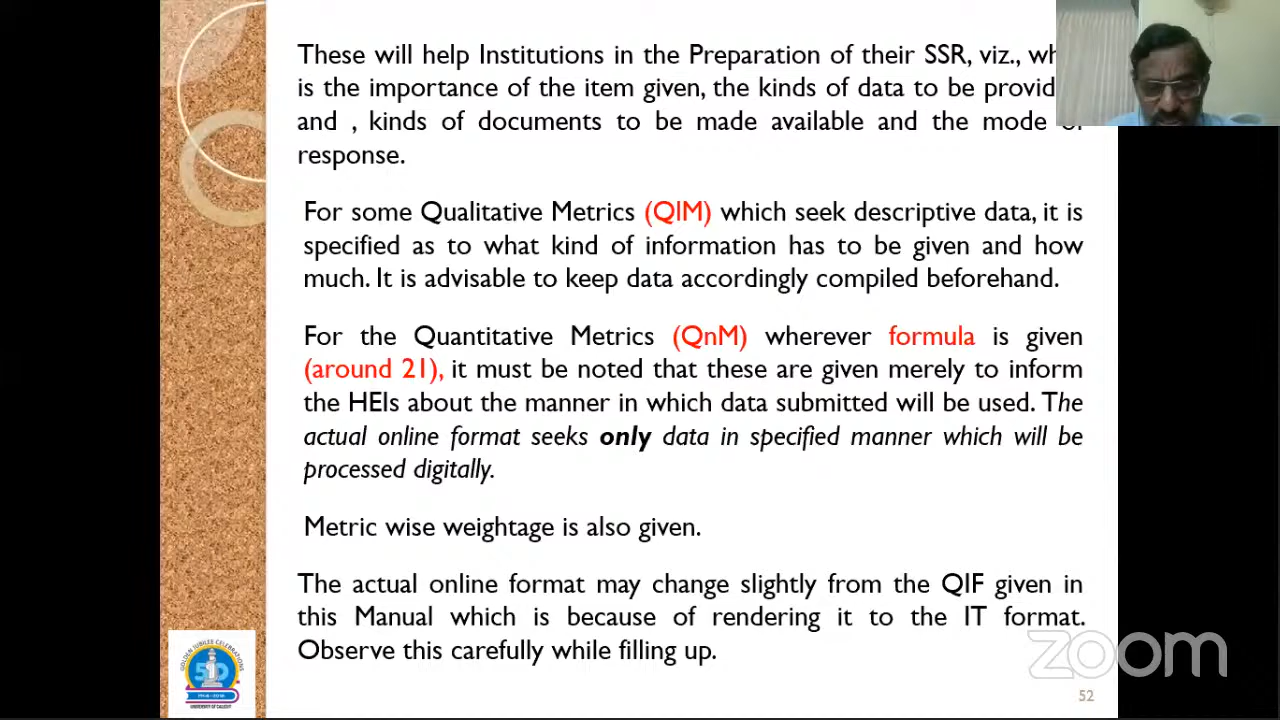 These will help Institutions in the Preparation of their SSR, viz.,
is the importance of the item given, the kinds of data to be
and , kinds of documents to be made available and the mode of
response.
For some Qualitative Metrics (QlM) which seek descriptive data, it is
specified as to what kind of information has to be given and how
much. It is advisable to keep data accordingly compiled beforehand.
For the Quantitative Metrics (QnM) wherever formula is given
(around 21), it must be noted that these are given merely to inform
the HEIs about the manner in which data submitted will be used. The
actual online format seeks only data in specified manner which will be
processed digitally.
Metric wise weightage is also given.
The actual online format may change slightly from the QIF given in
this Manual which is because of rendering it to the IT format.
Observe this carefully while filling up.
GOLDEN JUBILEE CELEBRATIONS
50
UNIVERSITY OF CALICUT
zoom
52